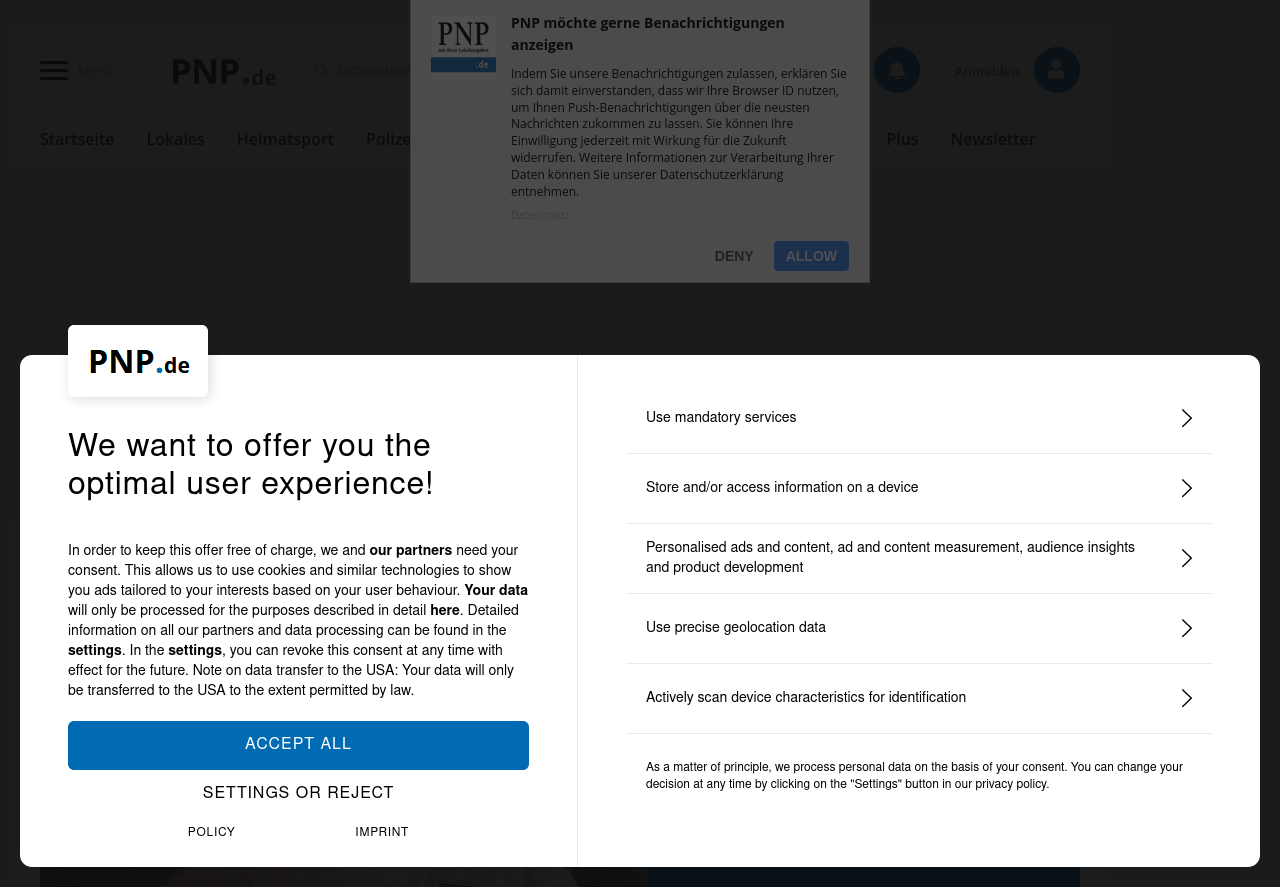 PNP möchte gerne Benachrichtigungen
anzeigen
PNP
.de
Indem Sie unsere Benachrichtigungen zulassen, erklären Sie
sich damit einverstanden, dass wir Ihre Browser ID nutzen,
um Ihnen Push-Benachrichtigungen über die neusten
Nachrichten zukommen zu lassen. Sie können Ihre
Einwilligung jederzeit mit Wirkung für die Zukunft
widerrufen. Weitere Informationen zur Verarbeitung Ihrer
Daten können Sie unserer Datenschutzerklärung
entnehmen.
Datenschutz
DENY
ALLOW
Menü
PNP.de
Anmelden
Startseite
Lokales
Heimatsport
Plus
Newsletter
PNP.de
We want to offer you the
optimal user experience!
In order to keep this offer free of charge, we and our partners need your
consent. This allows us to use cookies and similar technologies to show
you ads tailored to your interests based on your user behaviour. Your data
will only be processed for the purposes described in detail here. Detailed
information on all our partners and data processing can be found in the
settings. In the settings, you can revoke this consent at any time with
effect for the future. Note on data transfer to the USA: Your data will only
be transferred to the USA to the extent permitted by law.
ACCEPT ALL
SETTINGS OR REJECT
POLICY
IMPRINT
Use mandatory services
Store and/or access information on a device
Personalised ads and content, ad and content measurement, audience insights
and product development
Use precise geolocation data
Actively scan device characteristics for identification
As a matter of principle, we process personal data on the basis of your consent. You can change your
decision at any time by clicking on the "Settings" button in our privacy policy.